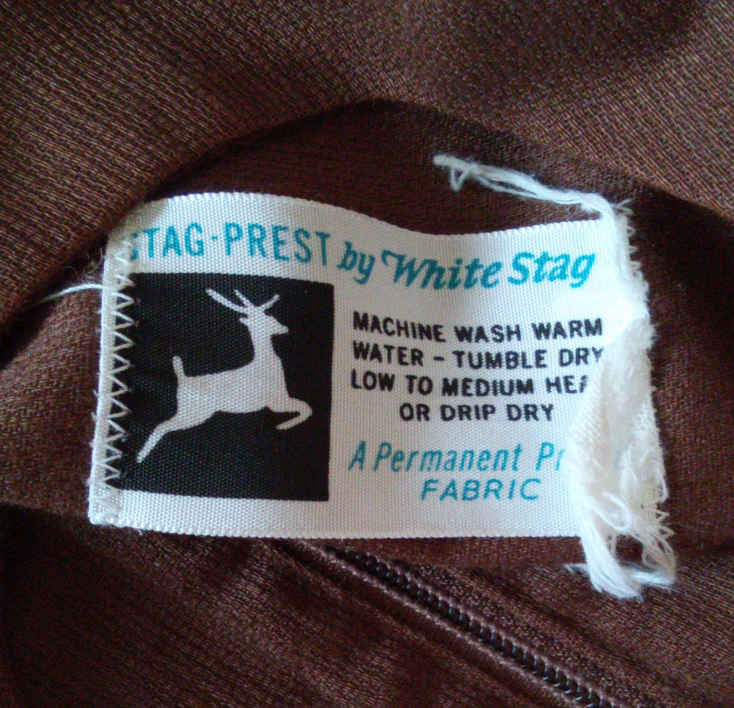 STAG-PREST by White Stag
MACHINE WASH WARM
WATER - TUMBLE DRY
LOW TO MEDIUM HEA
OR DRIP DRY
A Permanent Pr
FABRIC